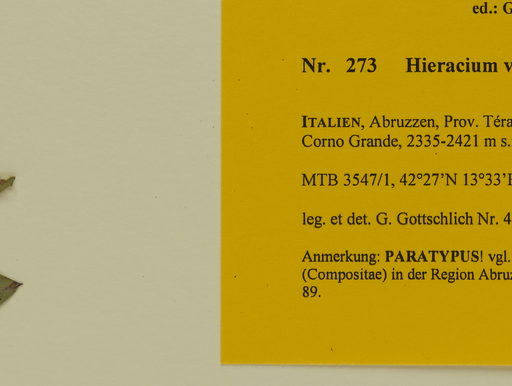 ed.: G
Nr. 273 Hieracium v
ITALIEN, Abruzzen, Prov. Téra
Corno Grande, 2335-2421 m s.
MTB 3547/1, 42°27’N 13°33’E
leg. et det. G. Gottschlich Nr. 4
Anmerkung: PARATYPUS! vgl.
(Compositae) in der Region Abruz
89.